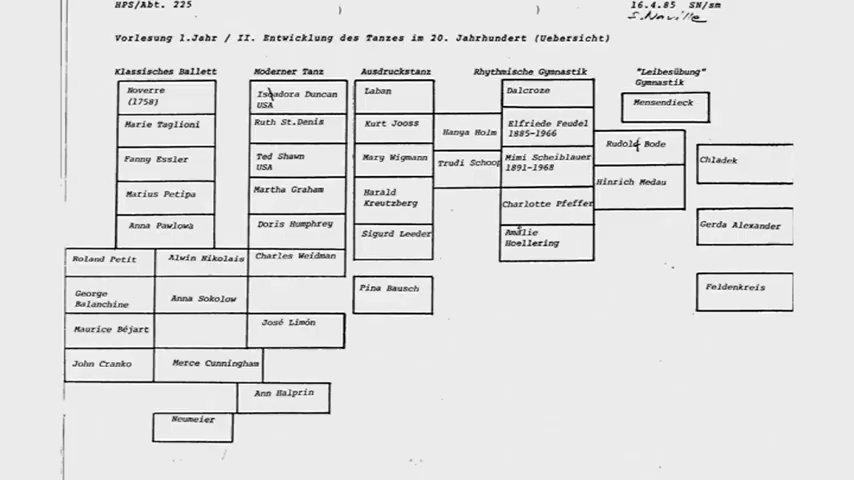 HPS/Abt. 225
16.4.85 SN/sm
S. Naville
Vorlesung 1.Jahr / II. Entwicklung des Tanzes im 20. Jahrhundert (Uebersicht)
Klassisches Ballett
Moderner Tanz
Ausdruckstanz
Rhythmische Gymnastik
"Leibesübung"
Gymnastik
Noverre
(1758)
Marie Taglioni
Fanny Essler
Marius Petipa
Anna Pawlowa
Isadora Duncan
USA
Ruth St.Denis
Ted Shawn
USA
Martha Graham
Doris Humphrey
Charles Weidman
José Limón
Ann Halprin
Laban
Kurt Jooss
Mary Wigmann
Harald
Kreutzberg
Sigurd Leeder
Pina Bausch
Hanya Holm
Trudi Schoop
Dalcroze
Elfriede Feudel
1885-1966
Mimi Scheiblauer
1891-1968
Charlotte Pfeffer
Amalie
Hoellering
Mensendieck
Rudolf Bode
Hinrich Medau
Chladek
Gerda Alexander
Feldenkreis
Roland Petit
George
Balanchine
Maurice Béjart
John Cranko
Alwin Nikolais
Anna Sokolow
Merce Cunningham
Neumeier